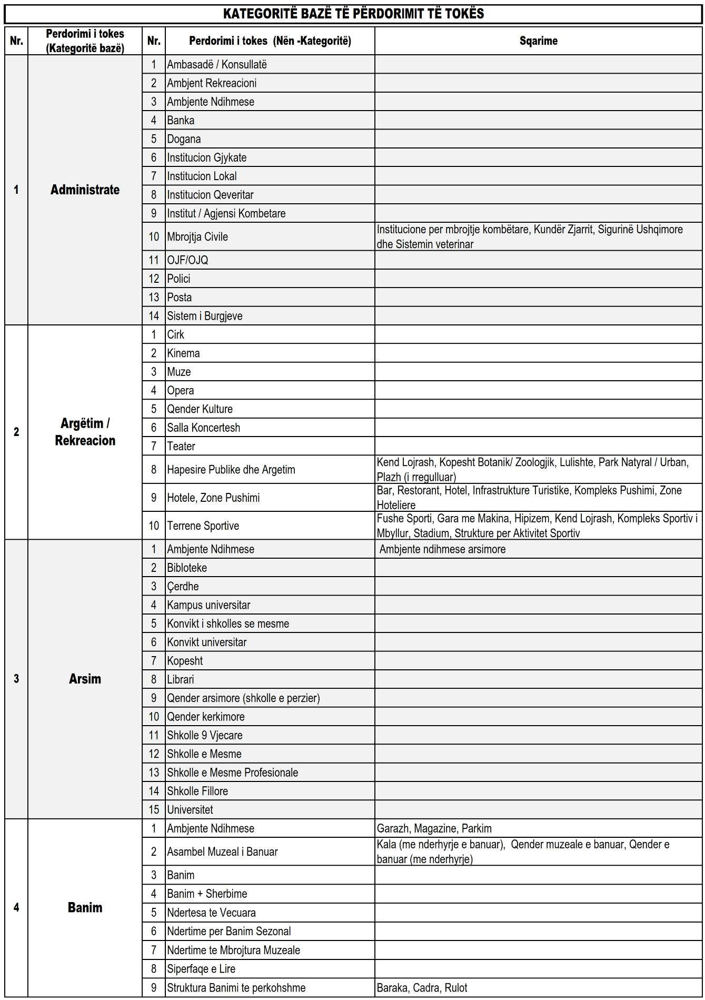 KATEGORITË BAZË TË PËRDORIMIT TË TOKËS
Nr. Perdorimi i tokes (Kategoritë bazë) Nr. Perdorimi i tokes (Nën -Kategoritë) Sqarime
1 Administrate
1 Ambasadë / Konsullatë
2 Ambjent Rekreacioni
3 Ambjente Ndihmese
4 Banka
5 Dogana
6 Institucion Gjykate
7 Institucion Lokal
8 Institucion Qeveritar
9 Institut / Agjensi Kombetare
10 Mbrojtja Civile Institucione per mbrojtje kombëtare, Kundër Zjarrit, Sigurinë Ushqimore
dhe Sistemin veterinar
11 OJF/OJQ
12 Polici
13 Posta
14 Sistem i Burgjeve
2 Argëtim /
Rekreacion
1 Cirk
2 Kinema
3 Muze
4 Opera
5 Qender Kulture
6 Salla Koncertesh
7 Teater
8 Hapesire Publike dhe Argetim Kend Lojrash, Kopesht Botanik/ Zoologjik, Lulishte, Park Natyral / Urban,
Plazh (i rregulluar)
9 Hotele, Zone Pushimi Bar, Restorant, Hotel, Infrastrukture Turistike, Kompleks Pushimi, Zone
Hoteliere
10 Terrene Sportive Fushe Sporti, Gara me Makina, Hipizem, Kend Lojrash, Kompleks Sportiv i
Mbyllur, Stadium, Strukture per Aktivitet Sportiv
3 Arsim
1 Ambjente Ndihmese Ambjente ndihmese arsimore
2 Bibloteke
3 Çerdhe
4 Kampus universitar
5 Konvikt i shkolles se mesme
6 Konvikt universitar
7 Kopesht
8 Librari
9 Qender arsimore (shkolle e perzier)
10 Qender kerkimore
11 Shkolle 9 Vjecare
12 Shkolle e Mesme
13 Shkolle e Mesme Profesionale
14 Shkolle Fillore
15 Universitet
4 Banim
1 Ambjente Ndihmese Garazh, Magazine, Parkim
2 Asambel Muzeal i Banuar Kala (me nderhyrje e banuar), Qender muzeale e banuar, Qender e
banuar (me nderhyrje)
3 Banim
4 Banim + Sherbime
5 Ndertesa te Vecuara
6 Ndertime per Banim Sezonal
7 Ndertime te Mbrojtura Muzeale
8 Siperfaqe e Lire
9 Struktura Banimi te perkohshme Baraka, Cadra, Rulot